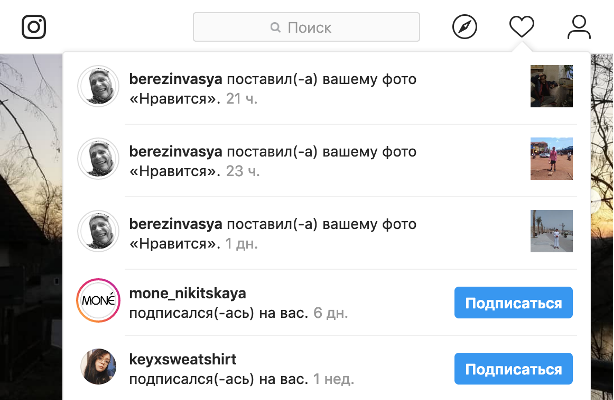 Поиск
berezinvasya поставил(-а) вашему фото
«Нравится». 21 ч.
berezinvasya поставил(-а) вашему фото
«Нравится». 23 ч.
berezinvasya поставил(-а) вашему фото
«Нравится». 1 дн.
MONÉ
mone_nikitskaya
подписался(-ась) на вас. 6 дн.
Подписаться
keyxsweatshirt
подписался(-ась) на вас. 1 нед.
Подписаться